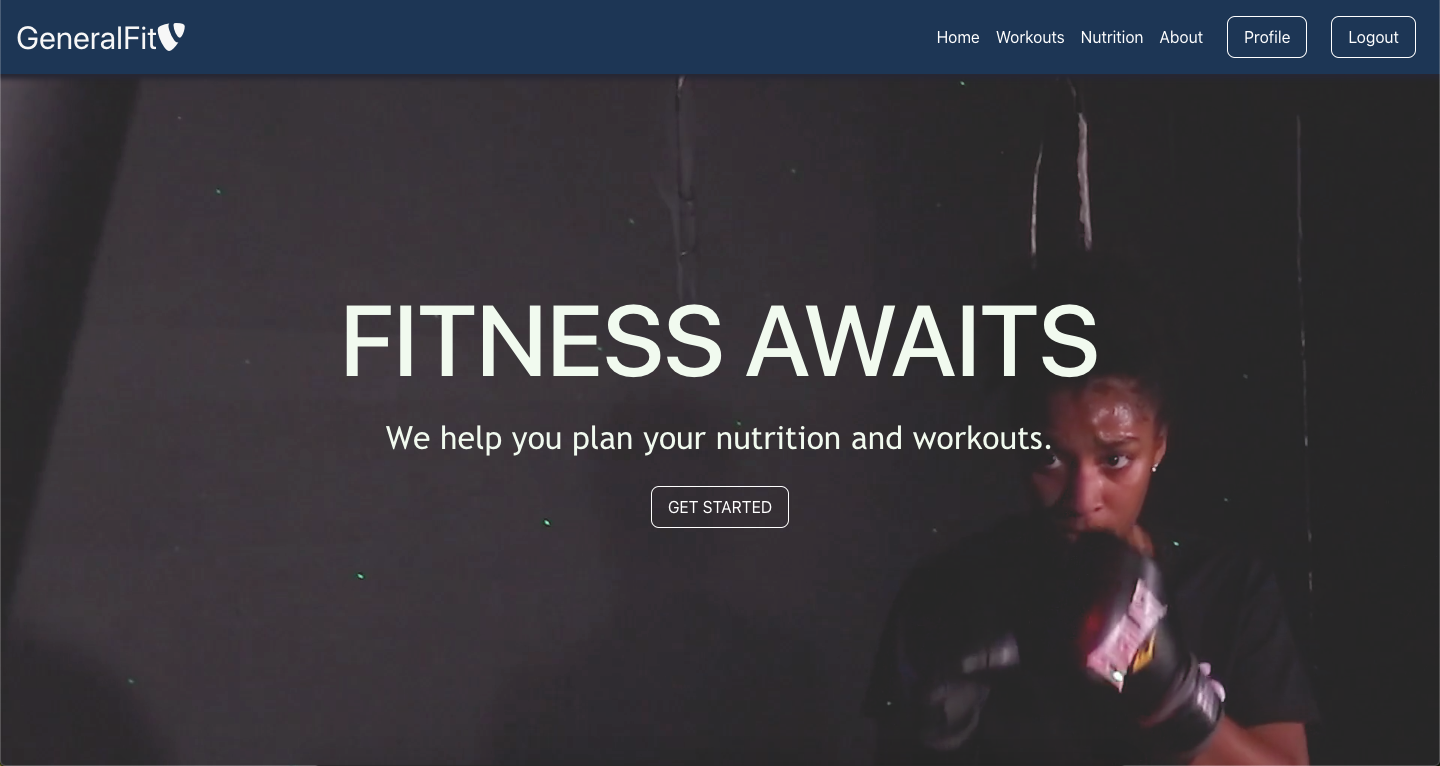 GeneralFit
Home Workouts Nutrition About Profile Logout
FITNESS AWAITS
We help you plan your nutrition and workouts.
GET STARTED